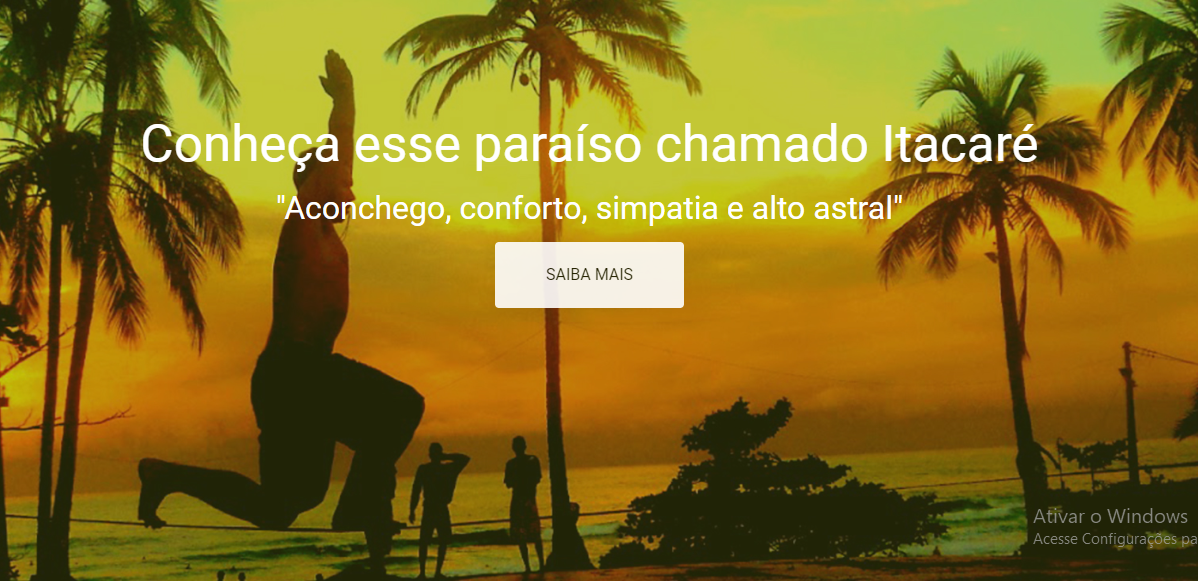 Conheça esse paraíso chamado Itacaré
"Aconchego, conforto, simpatia e alto astral"
SAIBA MAIS
Ativar o Windows
Acesse Configurações pa